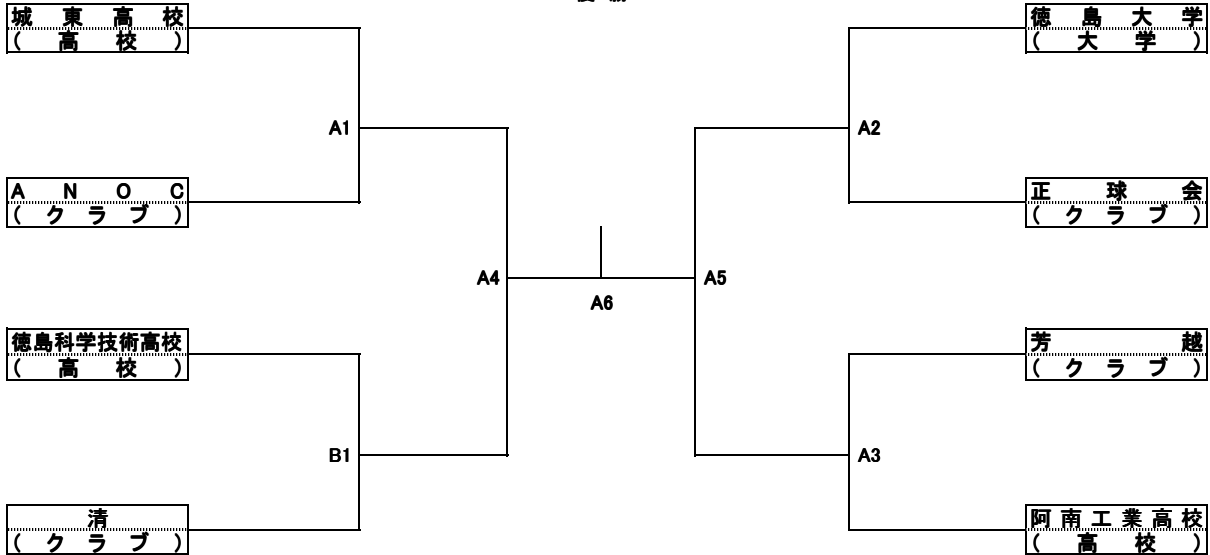 城東高校
(高校)
徳島大学
(大学)
A1
A2
ANOC
(クラブ)
正球会
(クラブ)
A4
A5
A6
徳島科学技術高校
(高校)
芳越
(クラブ)
B1
A3
清
(クラブ)
阿南工業高校
(高校)